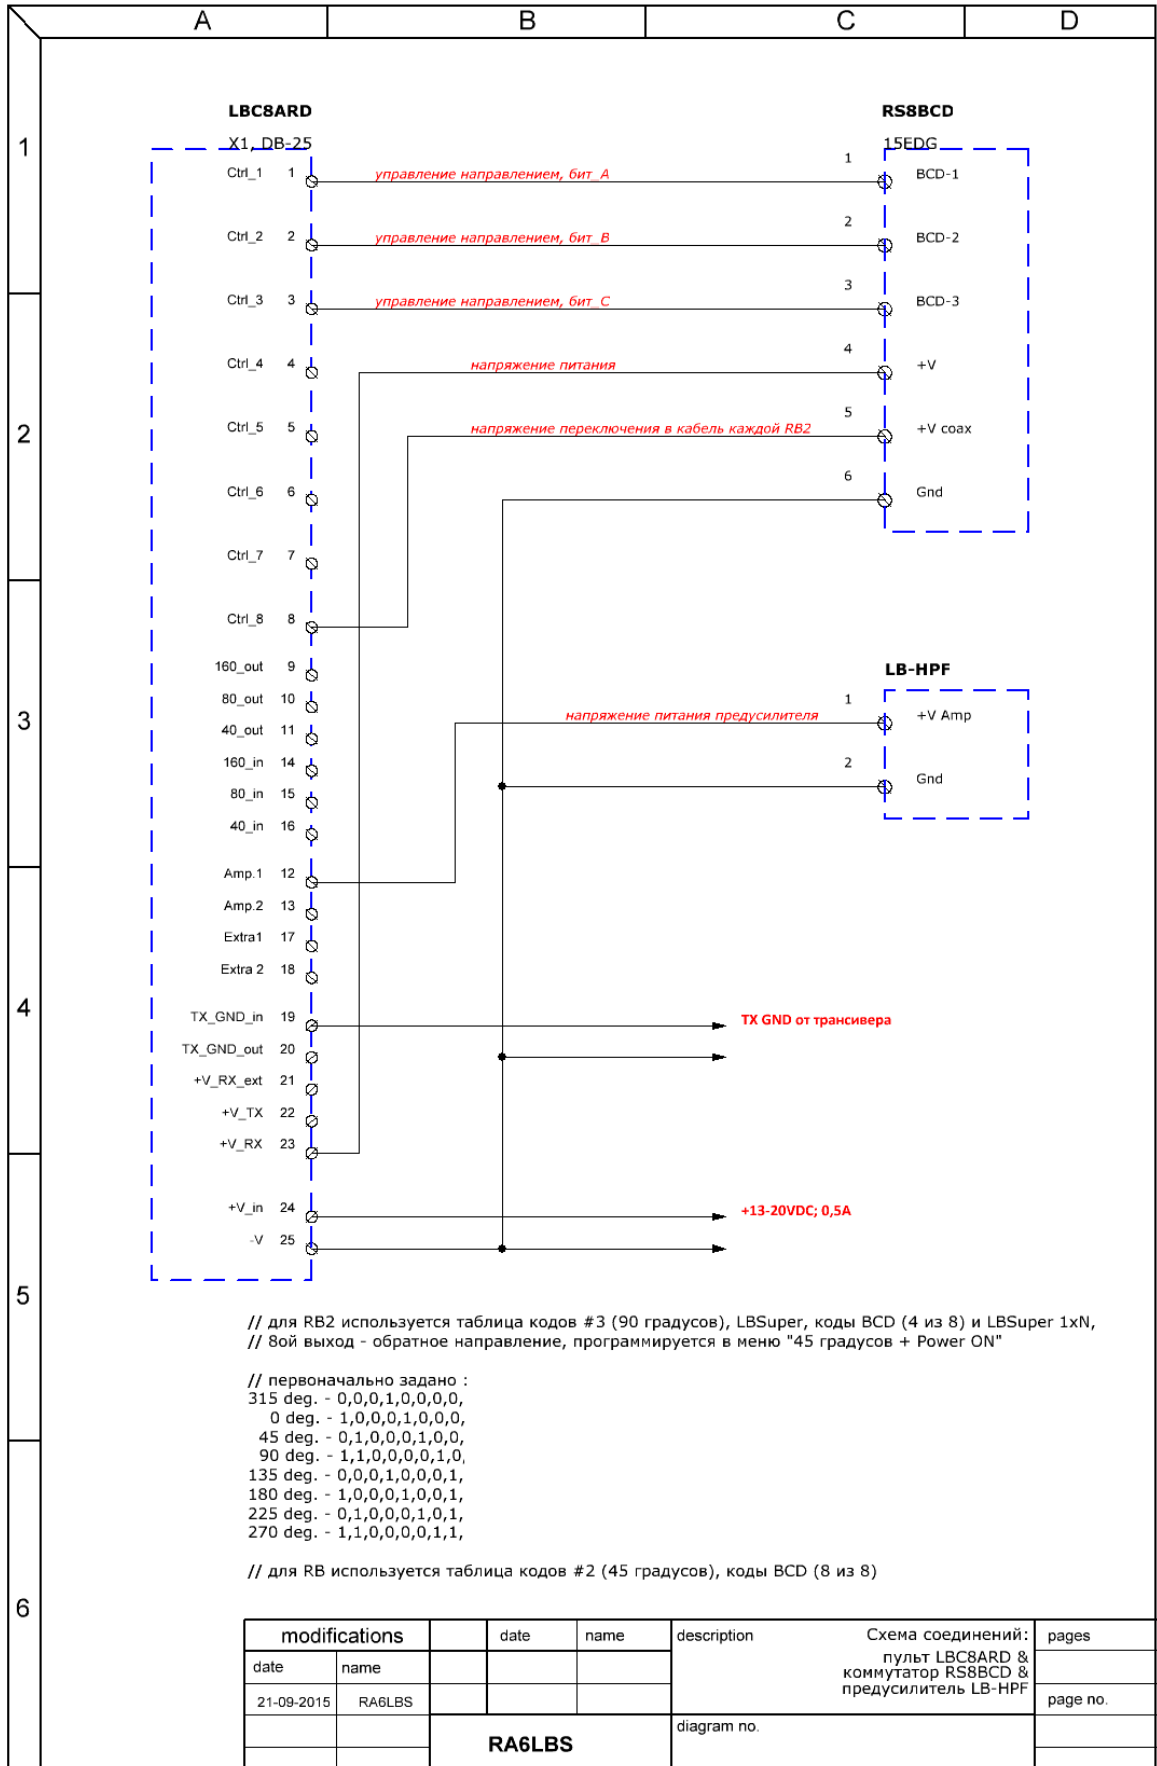 A B C D
LBC8ARD
X1, DB-25
RS8BCD
15EDG
1
Ctrl_1 1 управление направлением, бит_A 1 BCD-1
Ctrl_2 2 управление направлением, бит_B 2 BCD-2
Ctrl_3 3 управление направлением, бит_C 3 BCD-3
Ctrl_4 4 напряжение питания 4 +V
2
Ctrl_5 5 напряжение переключения в кабель каждой RB2 5 +V coax
Ctrl_6 6 6 Gnd
Ctrl_7 7
Ctrl_8 8
160_out 9
LB-HPF
80_out 10
3
напряжение питания предусилителя 1 +V Amp
40_out 11
160_in 14
2 Gnd
80_in 15
40_in 16
Amp.1 12
Amp.2 13
Extra1 17
Extra 2 18
4
TX_GND_in 19 TX GND от трансивера
TX_GND_out 20
+V_RX_ext 21
+V_TX 22
+V_RX 23
+V_in 24 +13-20VDC; 0,5A
-V 25
5
// для RB2 используется таблица кодов #3 (90 градусов), LBSuper, коды BCD (4 из 8) и LBSuper 1xN,
// 8ой выход - обратное направление, программируется в меню "45 градусов + Power ON"
// первоначально задано :
315 deg. - 0,0,0,1,0,0,0,0,
0 deg. - 1,0,0,0,1,0,0,0,
45 deg. - 0,1,0,0,0,1,0,0,
90 deg. - 1,1,0,0,0,0,1,0,
135 deg. - 0,0,0,1,0,0,0,1,
180 deg. - 1,0,0,0,1,0,0,1,
225 deg. - 0,1,0,0,0,1,0,1,
270 deg. - 1,1,0,0,0,0,1,1,
// для RB используется таблица кодов #2 (45 градусов), коды BCD (8 из 8)
6
modifications date name description Схема соединений: pages
пульт LBC8ARD &
date name коммутатор RS8BCD &
предусилитель LB-HPF
21-09-2015 RA6LBS page no.
diagram no.
RA6LBS